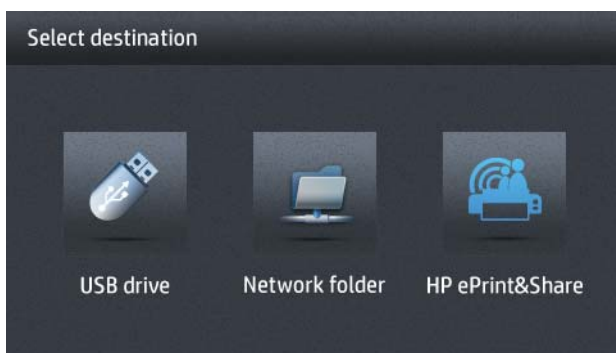 Select destination
USB drive
Network folder
HP ePrint&Share